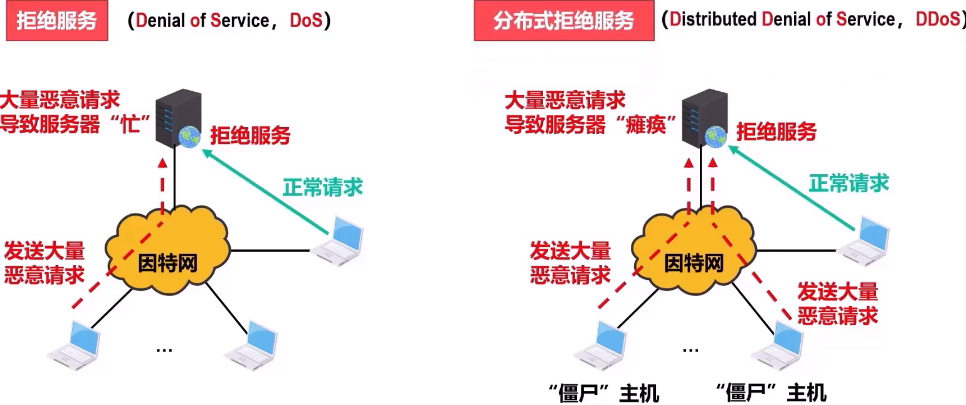 拒绝服务 （Denial of Service，DoS）
大量恶意请求
导致服务器“忙”
拒绝服务
正常请求
发送大量
恶意请求
因特网
...
分布式拒绝服务 （Distributed Denial of Service，DDoS）
大量恶意请求
导致服务器“瘫痪”
拒绝服务
正常请求
发送大量
恶意请求
因特网
发送大量
恶意请求
...
“僵尸”主机
“僵尸”主机